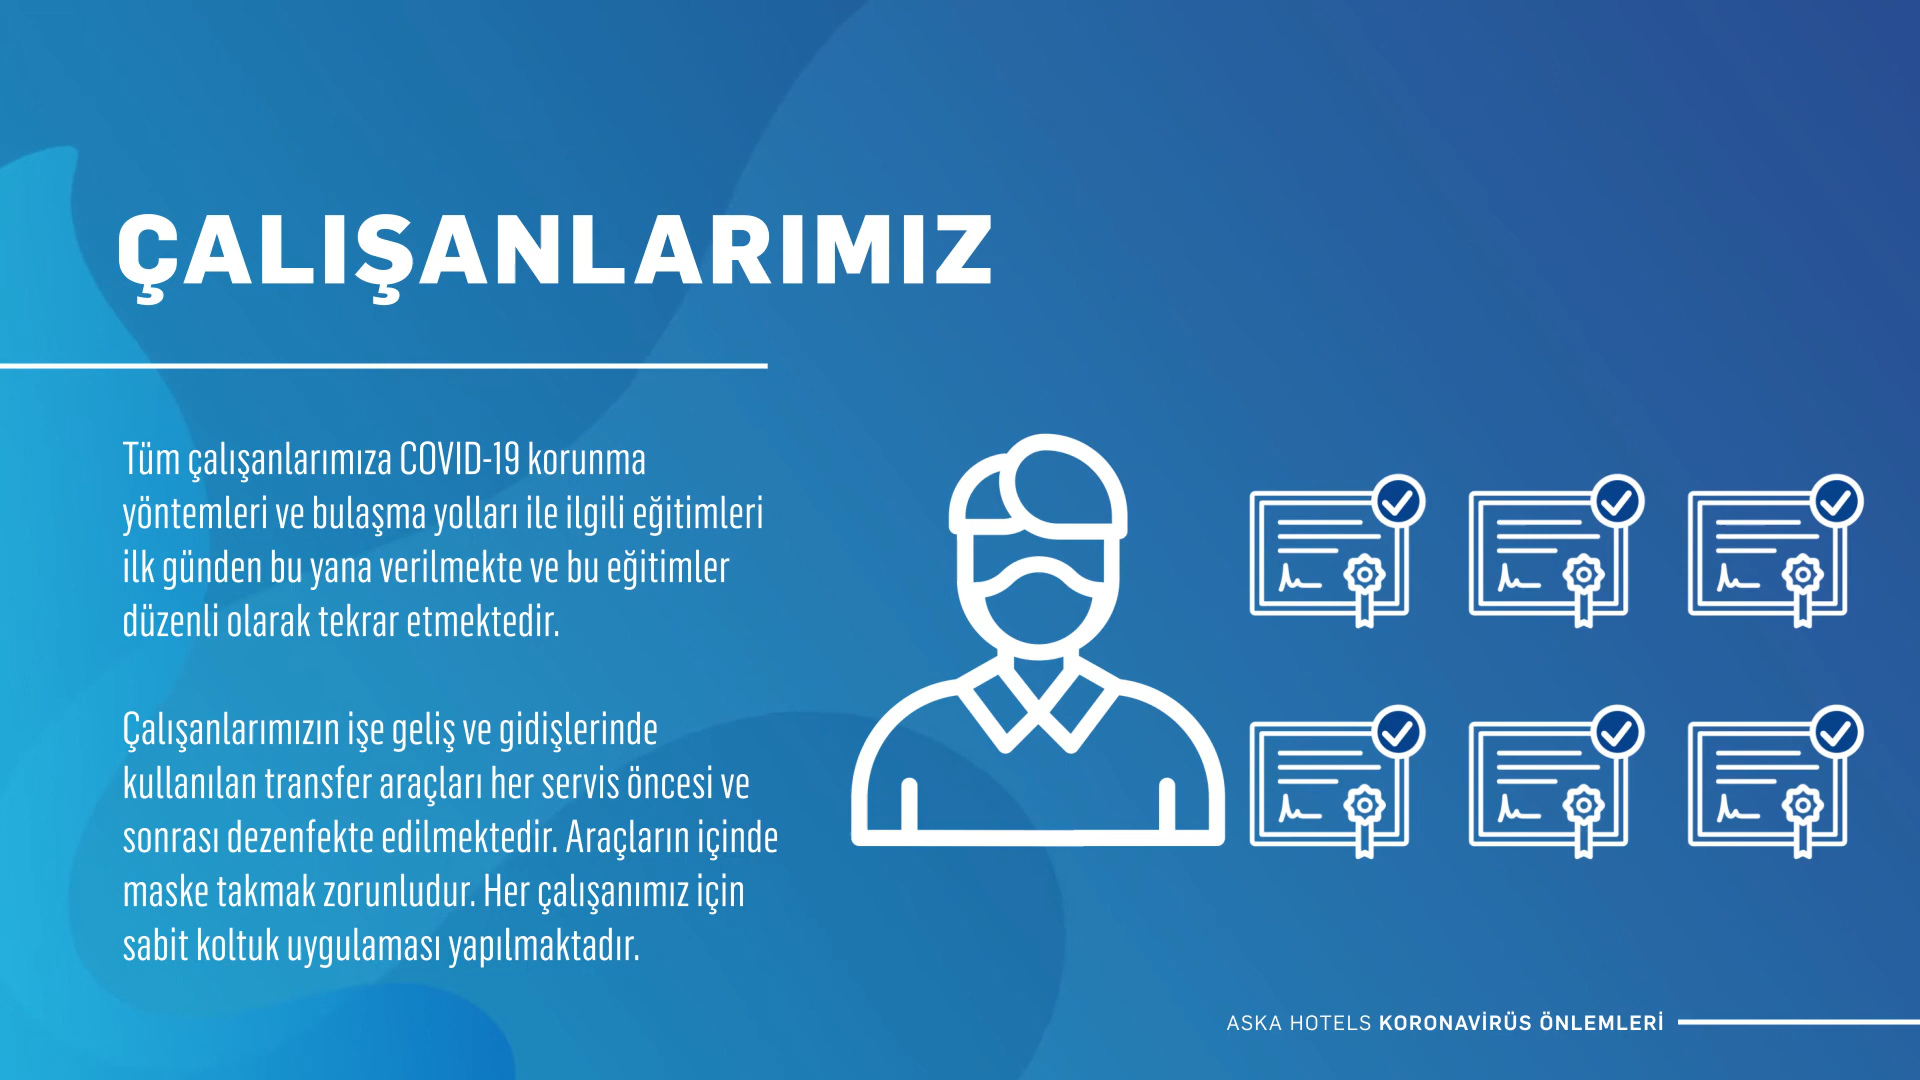 ÇALIŞANLARIMIZ
Tüm çalışanlarımıza COVID-19 korunma
yöntemleri ve bulaşma yolları ile ilgili eğitimleri
ilk günden bu yana verilmekte ve bu eğitimler
düzenli olarak tekrar etmektedir.
Çalışanlarımızın işe geliş ve gidişlerinde
kullanılan transfer araçları her servis öncesi ve
sonrası dezenfekte edilmektedir. Araçların içinde
maske takmak zorunludur. Her çalışanımız için
sabit koltuk uygulaması yapılmaktadır.
ASKA HOTELS KORONAVİRÜS ÖNLEMLERİ